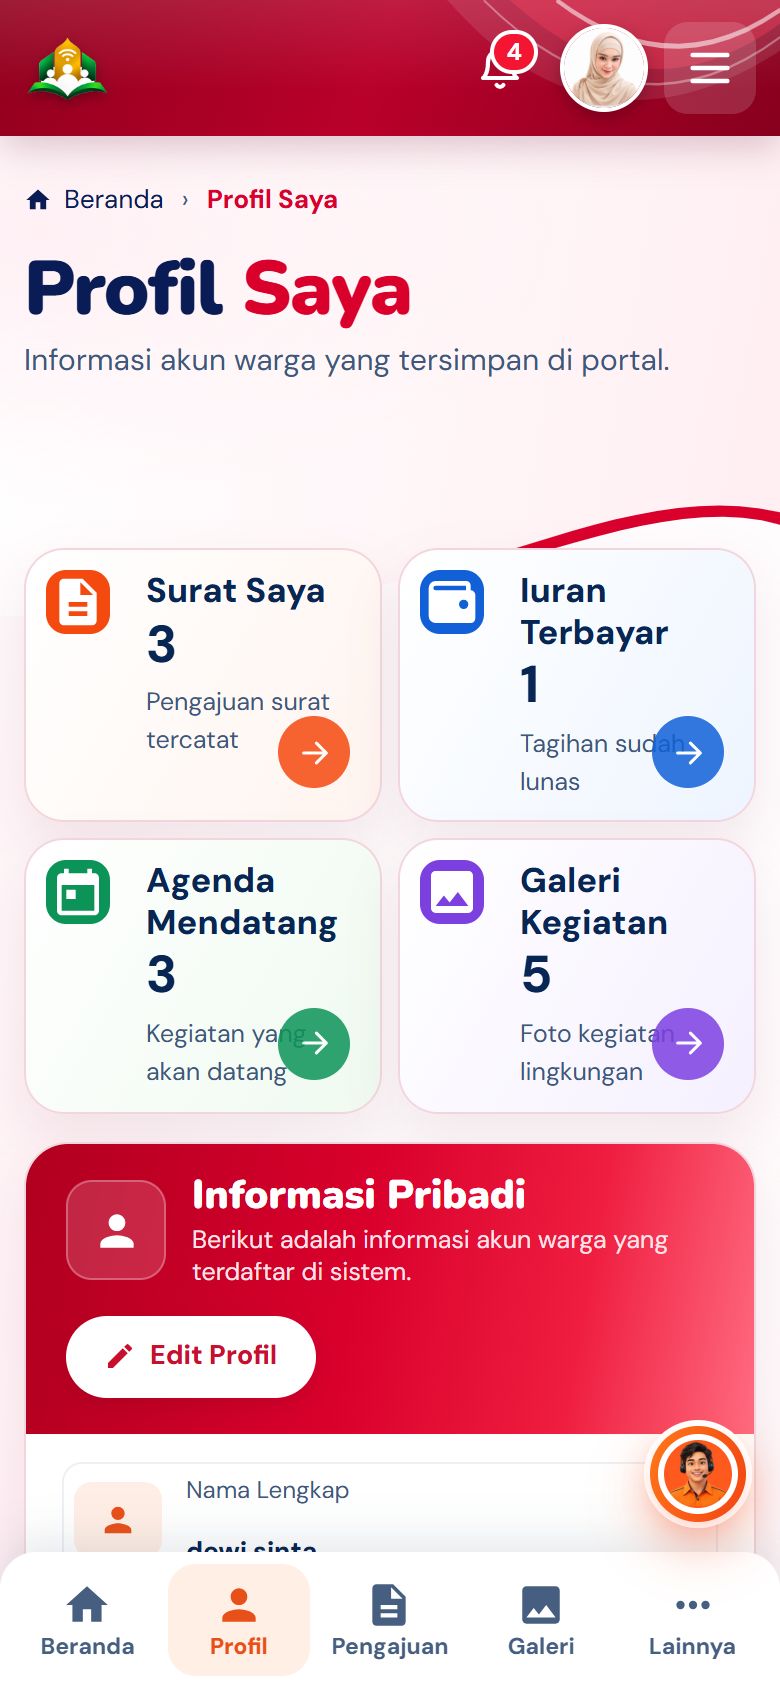 4
Beranda › Profil Saya
Profil Saya
Informasi akun warga yang tersimpan di portal.
Surat Saya
3
Pengajuan surat
tercatat
Iuran
Terbayar
1
Tagihan sudah
lunas
Agenda
Mendatang
3
Kegiatan yang
akan datang
Galeri
Kegiatan
5
Foto kegiatan
lingkungan
Informasi Pribadi
Berikut adalah informasi akun warga yang
terdaftar di sistem.
Edit Profil
Nama Lengkap
dewi sinta
Beranda
Profil
Pengajuan
Galeri
Lainnya